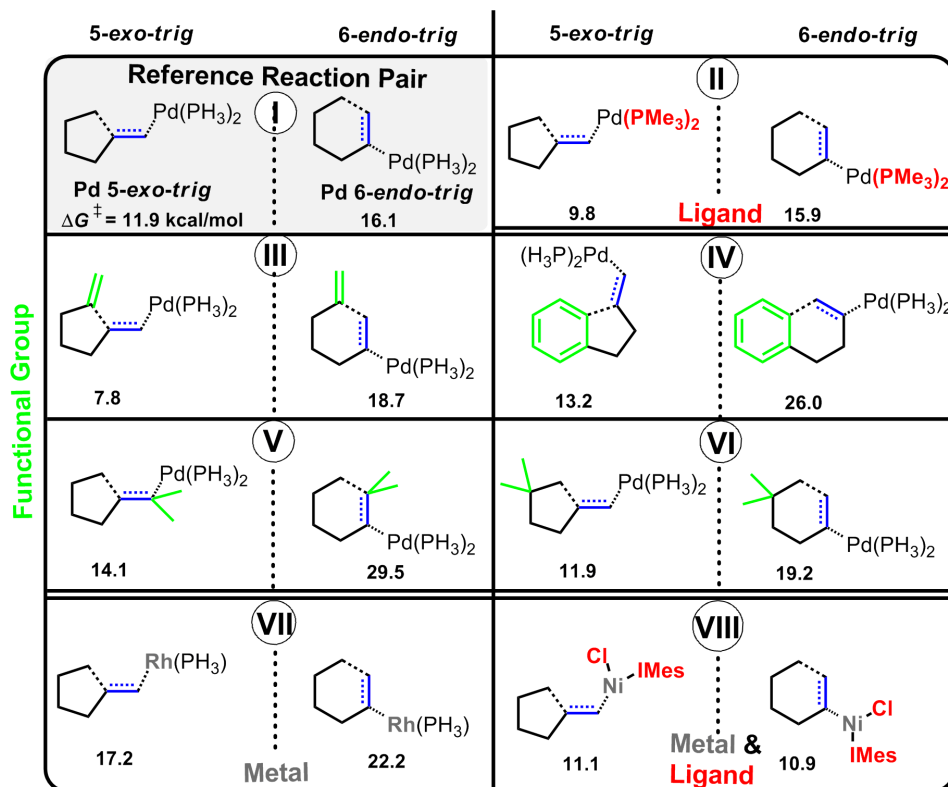 5-exo-trig
6-endo-trig
5-exo-trig
6-endo-trig
Reference Reaction Pair
I
Pd(PH3)2
Pd(PH3)2
Pd 5-exo-trig
Pd 6-endo-trig
ΔG‡ = 11.9 kcal/mol
16.1
II
Pd(PMe3)2
Pd(PMe3)2
9.8
Ligand
15.9
Functional Group
III
Pd(PH3)2
Pd(PH3)2
7.8
18.7
IV
(H3P)2Pd
Pd(PH3)2
13.2
26.0
V
Pd(PH3)2
Pd(PH3)2
14.1
29.5
VI
Pd(PH3)2
Pd(PH3)2
11.9
19.2
VII
Rh(PH3)
Rh(PH3)
17.2
Metal
22.2
VIII
Cl
Ni
IMes
Ni
Cl
IMes
11.1
Metal &
Ligand
10.9